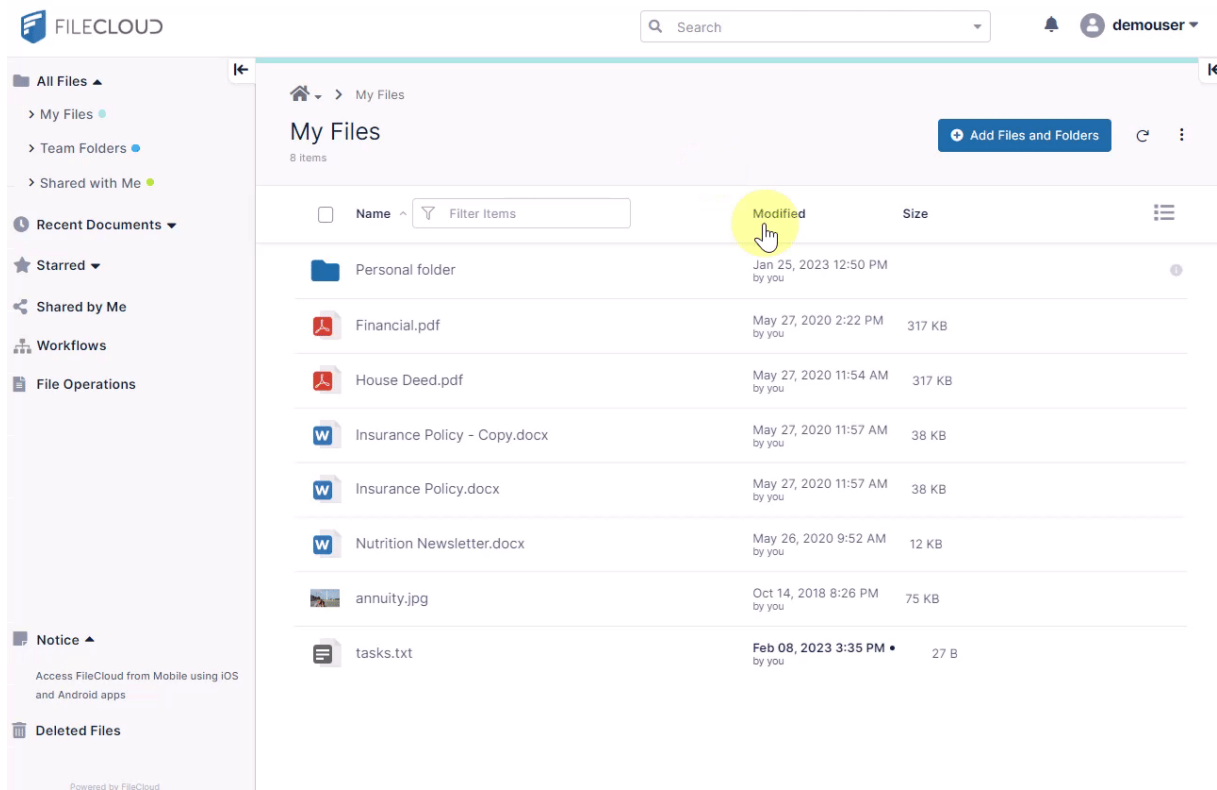 FILECLOUD
Search
demouser
All Files
My Files
Team Folders
Shared with Me
Recent Documents
Starred
Shared by Me
Workflows
File Operations
Notice
Access FileCloud from Mobile using iOS
and Android apps
Deleted Files
Powered by FileCloud
My Files
My Files
8 items
Add Files and Folders
Name Filter Items Modified Size
Personal folder Jan 25, 2023 12:50 PM
by you
Financial.pdf May 27, 2020 2:22 PM 317 KB
by you
House Deed.pdf May 27, 2020 11:54 AM 317 KB
by you
Insurance Policy - Copy.docx May 27, 2020 11:57 AM 38 KB
by you
Insurance Policy.docx May 27, 2020 11:57 AM 38 KB
by you
Nutrition Newsletter.docx May 26, 2020 9:52 AM 12 KB
by you
annuity.jpg Oct 14, 2018 8:26 PM 75 KB
by you
tasks.txt Feb 08, 2023 3:35 PM 27 B
by you